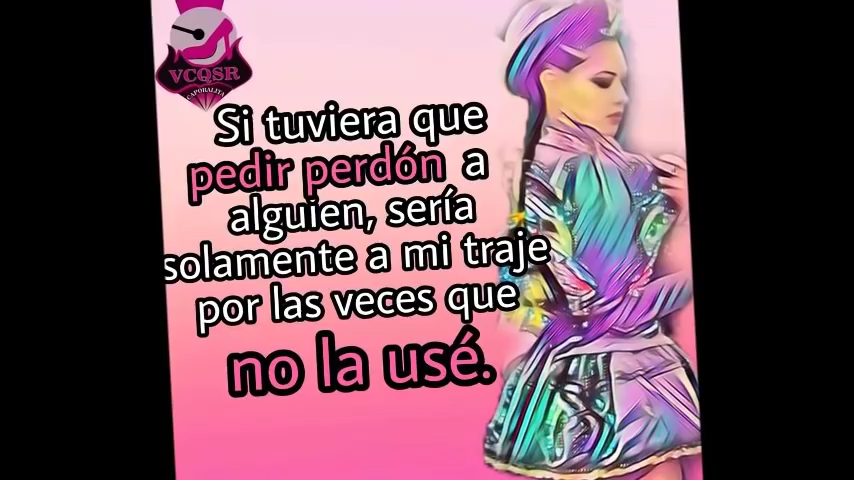 VCQSR
CAPORALITA
Si tuviera que
pedir perdón a
alguien, sería
solamente a mi traje
por las veces que
no la usé.